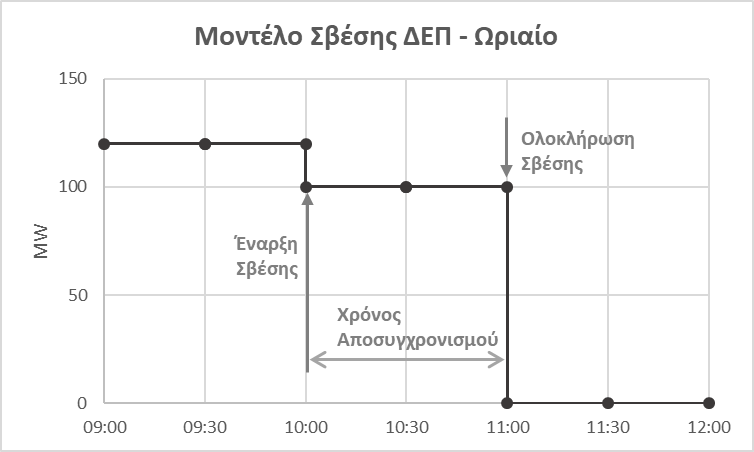 Μοντέλο Σβέσης ΔΕΠ - Ωριαίο
150
100
50
0
MW
Ολοκλήρωση
Σβέσης
Έναρξη
Σβέσης
Χρόνος
Αποσυγχρονισμού
09:00 09:30 10:00 10:30 11:00 11:30 12:00